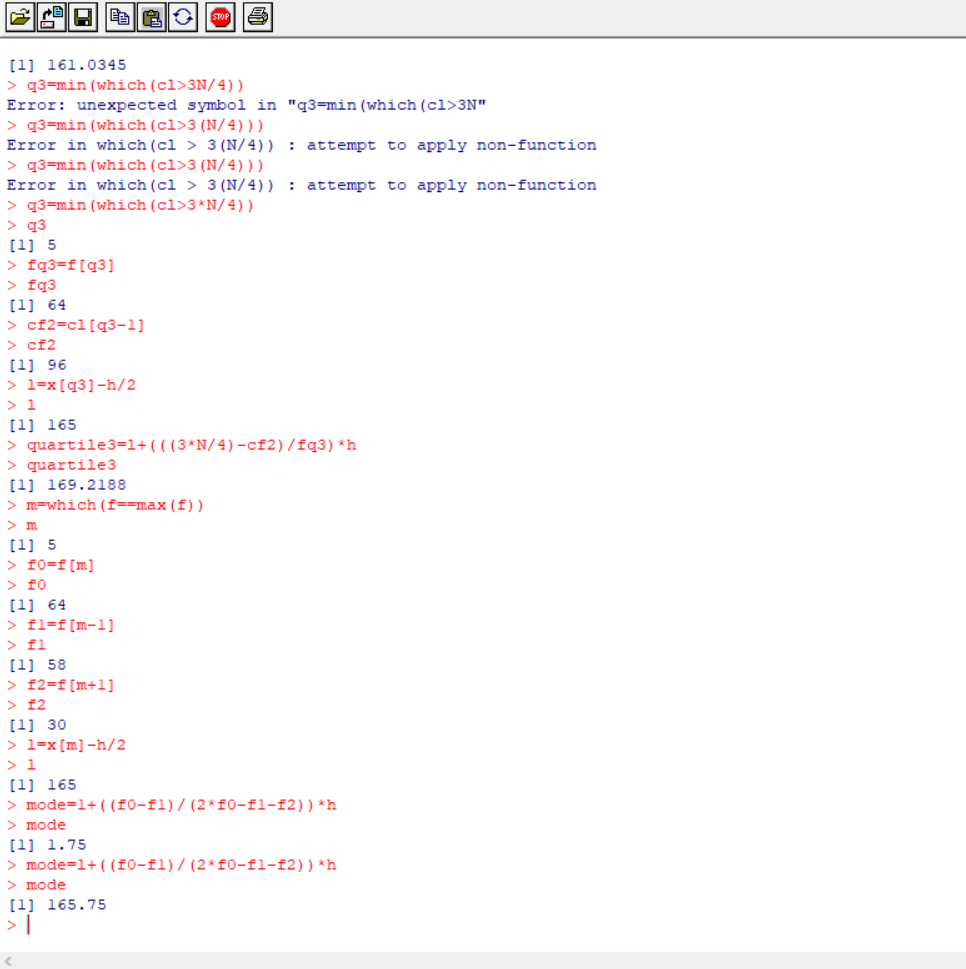 STOP
[1] 161.0345
> q3=min(which(cl>3N/4))
Error: unexpected symbol in "q3=min(which(cl>3N"
> q3=min(which(cl>3(N/4)))
Error in which(cl > 3(N/4)) : attempt to apply non-function
> q3=min(which(cl>3(N/4)))
Error in which(cl > 3(N/4)) : attempt to apply non-function
> q3=min(which(cl>3*N/4))
> q3
[1] 5
> fq3=f[q3]
> fq3
[1] 64
> cf2=cl[q3-1]
> cf2
[1] 96
> l=x[q3]-h/2
> l
[1] 165
> quartile3=l+(((3*N/4)-cf2)/fq3)*h
> quartile3
[1] 169.2188
> m=which(f==max(f))
> m
[1] 5
> f0=f[m]
> f0
[1] 64
> f1=f[m-1]
> f1
[1] 58
> f2=f[m+1]
> f2
[1] 30
> l=x[m]-h/2
> l
[1] 165
> mode=1+((f0-f1)/(2*f0-f1-f2))*h
> mode
[1] 1.75
> mode=l+((f0-f1)/(2*f0-f1-f2))*h
> mode
[1] 165.75
>